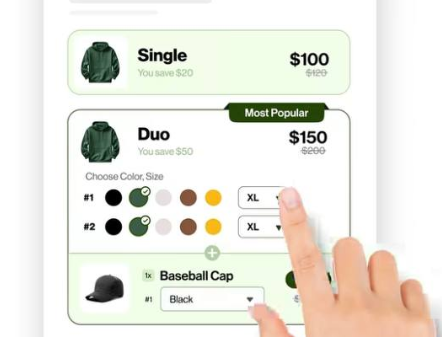 Single
You save $20
$100
$120
Most Popular
Duo
You save $50
$150
$200
Choose Color, Size
#1
XL
#2
XL
+
1x Baseball Cap
#1 Black